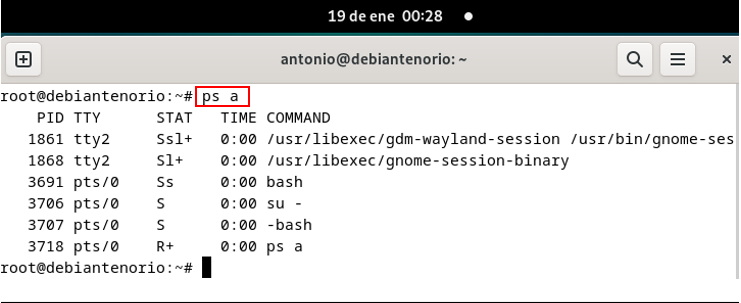 19 de ene 00:28
antonio@debiantenorio: ~
root@debiantenorio:~# ps a
PID TTY STAT TIME COMMAND
1861 tty2 Ssl+ 0:00 /usr/libexec/gdm-wayland-session /usr/bin/gnome-ses
1868 tty2 Sl+ 0:00 /usr/libexec/gnome-session-binary
3691 pts/0 Ss 0:00 bash
3706 pts/0 S 0:00 su -
3707 pts/0 S 0:00 -bash
3718 pts/0 R+ 0:00 ps a
root@debiantenorio:~#